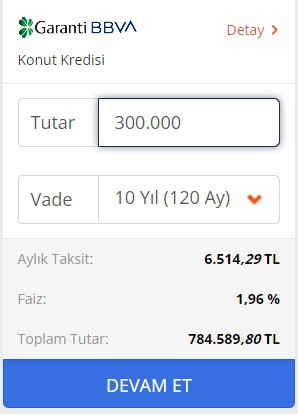 Garanti BBVA
Detay >
Konut Kredisi
Tutar 300.000
Vade 10 Yıl (120 Ay)
Aylık Taksit: 6.514,29 TL
Faiz: 1,96 %
Toplam Tutar: 784.589,80 TL
DEVAM ET